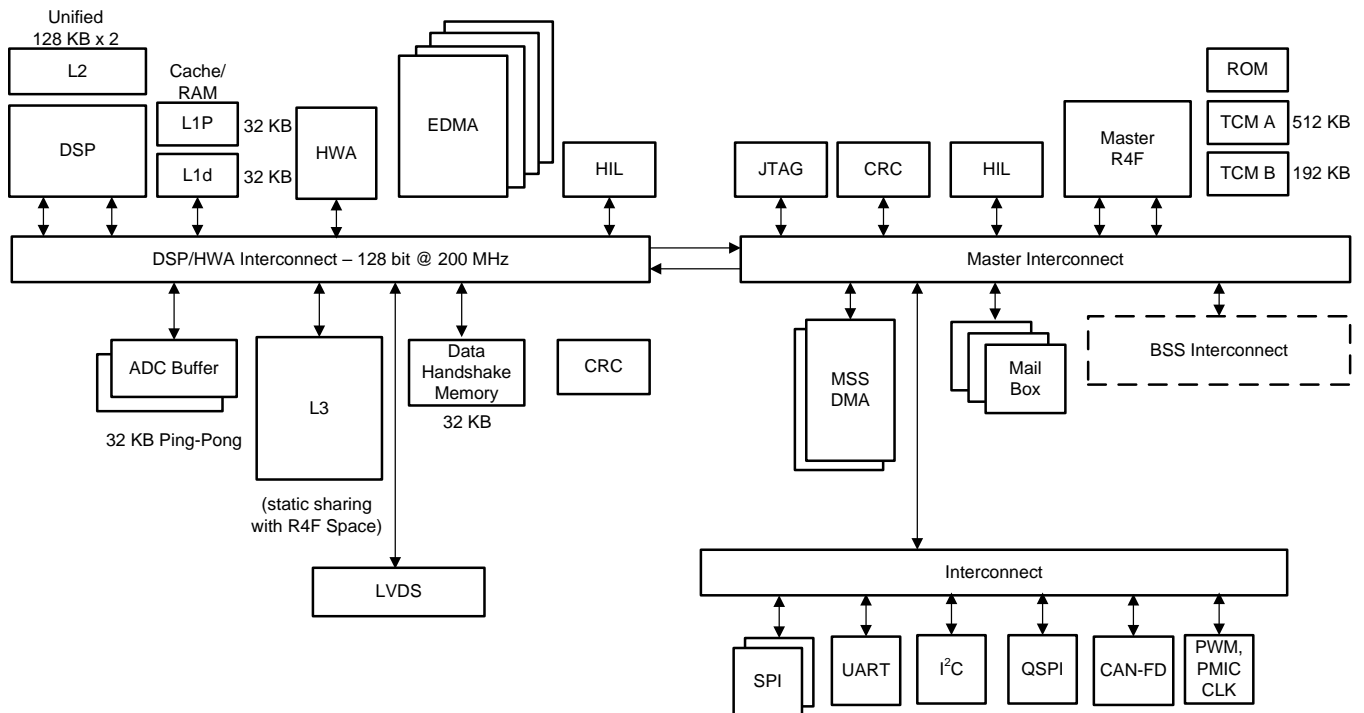 Unified
128 KB x 2
L2
Cache/
RAM
DSP
L1P
32 KB
L1d
32 KB
HWA
EDMA
HIL
JTAG
CRC
HIL
Master
R4F
ROM
TCM A
512 KB
TCM B
192 KB
DSP/HWA Interconnect – 128 bit @ 200 MHz
Master Interconnect
ADC Buffer
32 KB Ping-Pong
L3
(static sharing
with R4F Space)
Data
Handshake
Memory
32 KB
CRC
LVDS
MSS
DMA
Mail
Box
BSS Interconnect
Interconnect
SPI
UART
I²C
QSPI
CAN-FD
PWM,
PMIC
CLK